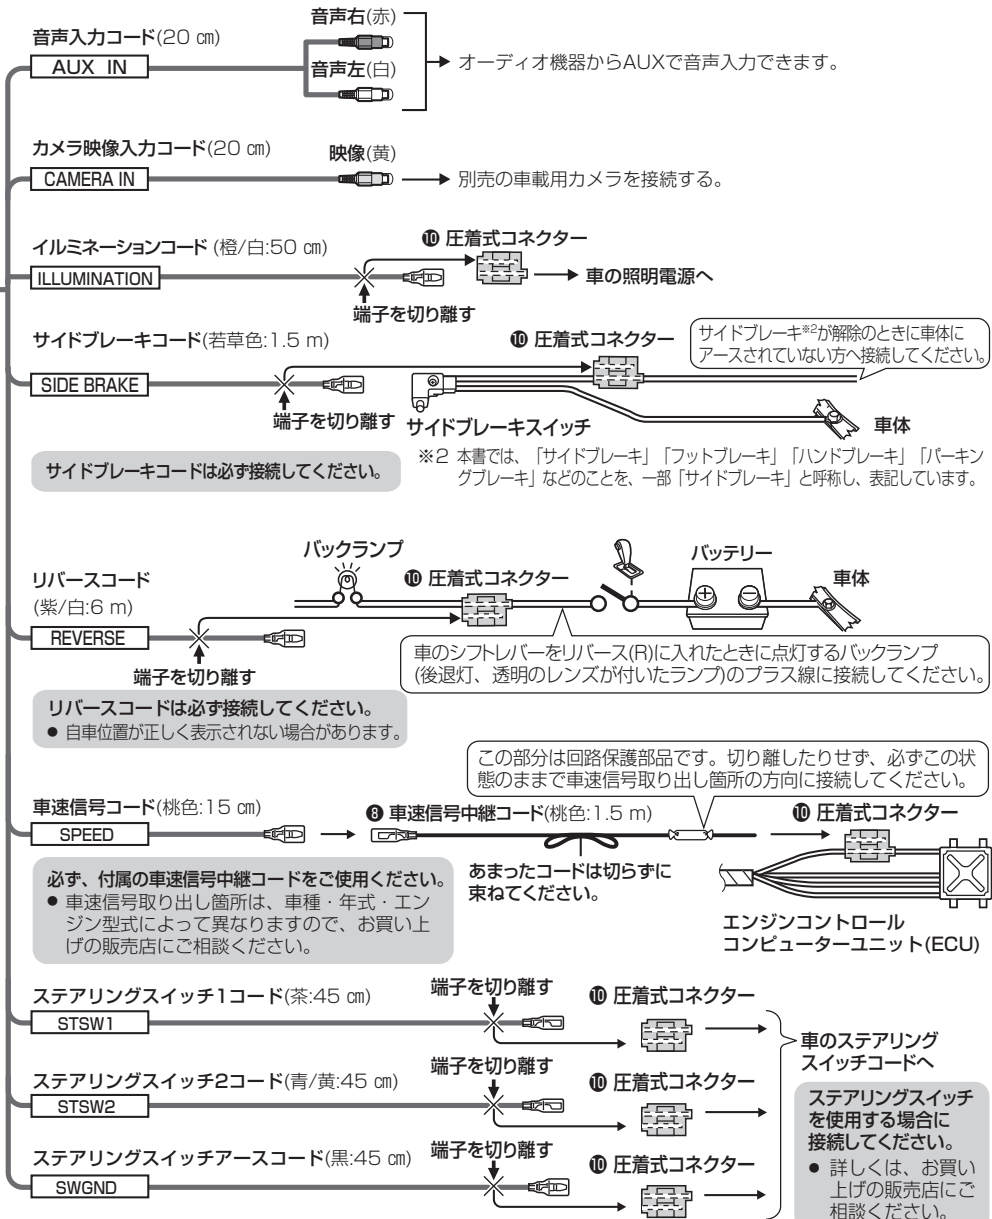 音声入力コード(20 ㎝)
AUX IN
音声右(赤)
音声左(白)
オーディオ機器からAUXで音声入力できます。
カメラ映像入力コード(20 ㎝)
CAMERA IN
映像(黄)
別売の車載用カメラを接続する。
イルミネーションコード (橙/白:50 ㎝)
ILLUMINATION
❿ 圧着式コネクター
車の照明電源へ
端子を切り離す
サイドブレーキコード(若草色:1.5 m)
SIDE BRAKE
❿ 圧着式コネクター
サイドブレーキ※2が解除のときに車体に
アースされていない方へ接続してください。
端子を切り離す
サイドブレーキスイッチ
車体
サイドブレーキコードは必ず接続してください。
※2 本書では、「サイドブレーキ」「フットブレーキ」「ハンドブレーキ」「パーキン
グブレーキ」などのことを、一部「サイドブレーキ」と呼称し、表記しています。
リバースコード
(紫/白:6 m)
REVERSE
バックランプ
❿ 圧着式コネクター
バッテリー
車体
端子を切り離す
車のシフトレバーをリバース(R)に入れたときに点灯するバックランプ
(後退灯、透明のレンズが付いたランプ)のプラス線に接続してください。
リバースコードは必ず接続してください。
● 自車位置が正しく表示されない場合があります。
この部分は回路保護部品です。切り離したりせず、必ずこの状
態のままで車速信号取り出し箇所の方向に接続してください。
車速信号コード(桃色:15 ㎝)
SPEED
❽ 車速信号中継コード(桃色:1.5 m)
❿ 圧着式コネクター
あまったコードは切らずに
束ねてください。
必ず、付属の車速信号中継コードをご使用ください。
● 車速信号取り出し箇所は、車種・年式・エン
ジン型式によって異なりますので、お買い上
げの販売店にご相談ください。
エンジンコントロール
コンピューターユニット(ECU)
ステアリングスイッチ1コード(茶:45 ㎝)
STSW1
端子を切り離す
❿ 圧着式コネクター
ステアリングスイッチ2コード(青/黄:45 ㎝)
STSW2
端子を切り離す
❿ 圧着式コネクター
ステアリングスイッチアースコード(黒:45 ㎝)
SWGND
端子を切り離す
❿ 圧着式コネクター
車のステアリング
スイッチコードへ
ステアリングスイッチ
を使用する場合に
接続してください。
● 詳しくは、お買い
上げの販売店にご
相談ください。